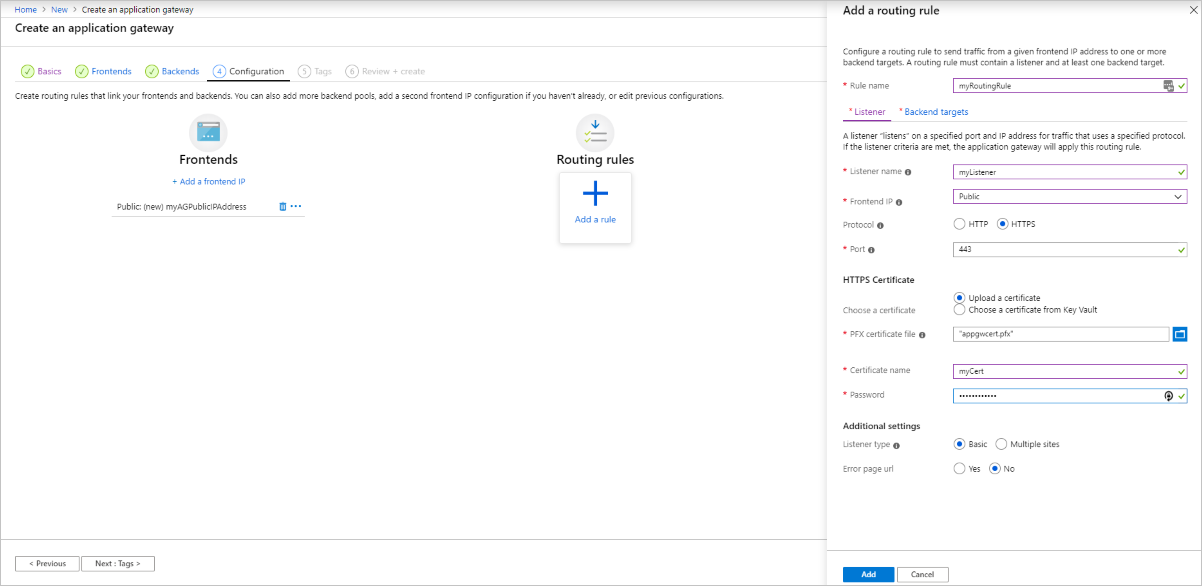 Home > New > Create an application gateway
Create an application gateway
✓ Basics ✓ Frontends ✓ Backends 4 Configuration 5 Tags 6 Review + create
Create routing rules that link your frontends and backends. You can also add more backend pools, add a second frontend IP configuration if you haven't already, or edit previous configurations.
Frontends
+ Add a frontend IP
Public: (new) myAGPublicIPAddress
Routing rules
Add a rule
< Previous
Next : Tags >
Add a routing rule
Configure a routing rule to send traffic from a given frontend IP address to one or more
backend targets. A routing rule must contain a listener and at least one backend target.
* Rule name myRoutingRule
* Listener * Backend targets
A listener "listens" on a specified port and IP address for traffic that uses a specified protocol.
If the listener criteria are met, the application gateway will apply this routing rule.
* Listener name myListener
* Frontend IP Public
Protocol HTTP HTTPS
* Port 443
HTTPS Certificate
Choose a certificate
Upload a certificate
Choose a certificate from Key Vault
* PFX certificate file "appgwcert.pfx"
* Certificate name myCert
* Password ••••••••••••
Additional settings
Listener type Basic Multiple sites
Error page url Yes No
Add Cancel